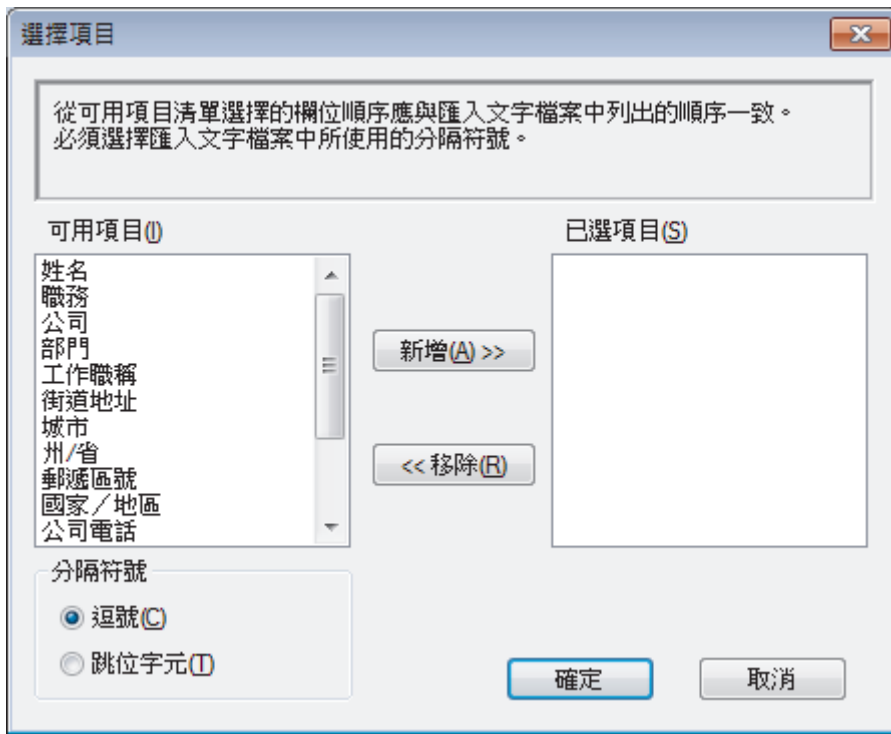 選擇項目
從可用項目清單選擇的欄位順序應與匯入文字檔案中列出的順序一致。
必須選擇匯入文字檔案中所使用的分隔符號。
可用項目(I)
已選項目(S)
姓名
職務
公司
部門
工作職稱
街道地址
城市
州/省
郵遞區號
國家／地區
公司電話
新增(A) >>
<< 移除(R)
分隔符號
逗號(C)
跳位字元(T)
確定
取消